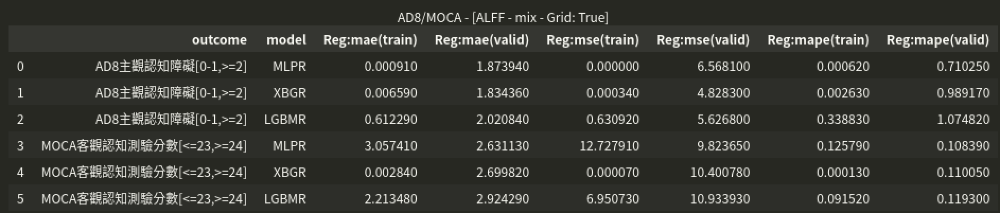 AD8/MOCA - [ALFF - mix - Grid: True]
outcome model Reg:mae(train) Reg:mae(valid) Reg:mse(train) Reg:mse(valid) Reg:mape(train) Reg:mape(valid)
0 AD8主觀認知障礙[0-1,>=2] MLPR 0.000910 1.873940 0.000000 6.568100 0.000620 0.710250
1 AD8主觀認知障礙[0-1,>=2] XBGR 0.006590 1.834360 0.000340 4.828300 0.002630 0.989170
2 AD8主觀認知障礙[0-1,>=2] LGBMR 0.612290 2.020840 0.630920 5.626800 0.338830 1.074820
3 MOCA客觀認知測驗分數[<=23,>=24] MLPR 3.057410 2.631130 12.727910 9.823650 0.125790 0.108390
4 MOCA客觀認知測驗分數[<=23,>=24] XBGR 0.002840 2.699820 0.000070 10.400780 0.000130 0.110050
5 MOCA客觀認知測驗分數[<=23,>=24] LGBMR 2.213480 2.924290 6.950730 10.933930 0.091520 0.119300